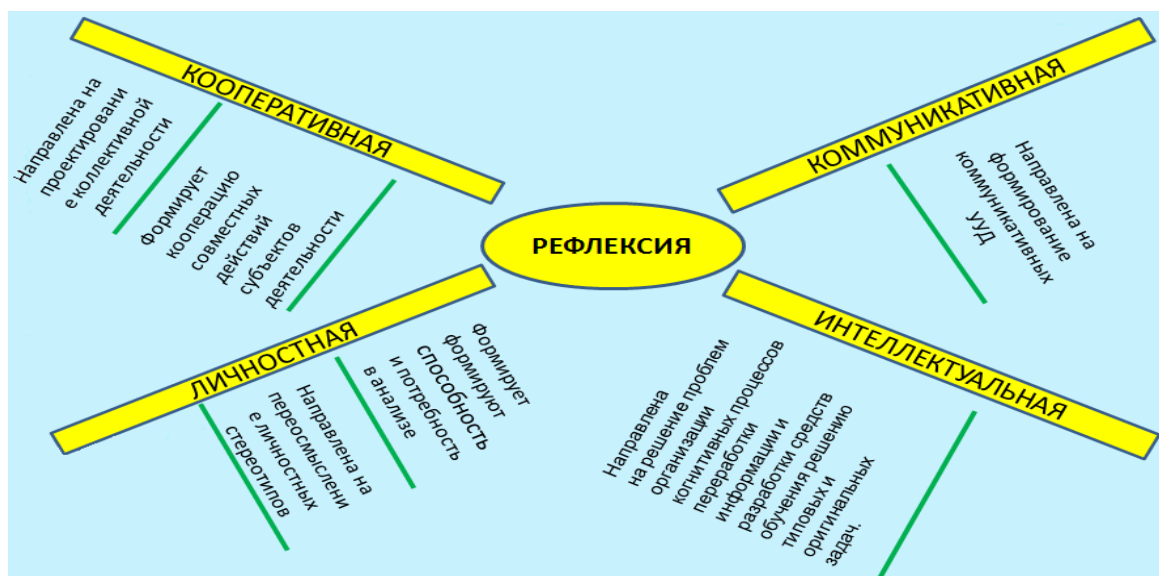 КООПЕРАТИВНАЯ
Направлена на
проектировани
е коллективной
деятельности
Формирует
кооперацию
совместных
действий
субъектов
деятельности
КОММУНИКАТИВНАЯ
Направлена на
формирование
коммуникативных
УУД
РЕФЛЕКСИЯ
ЛИЧНОСТНАЯ
Направлена на
переосмыслени
е личностных
стереотипов
Формирует
формируют
способность
и потребность
в анализе
ИНТЕЛЛЕКТУАЛЬНАЯ
Направлена
на решение проблем
организации
когнитивных процессов
переработки
информации и
разработки средств
обучения решению
типовых и
оригинальных
задач.